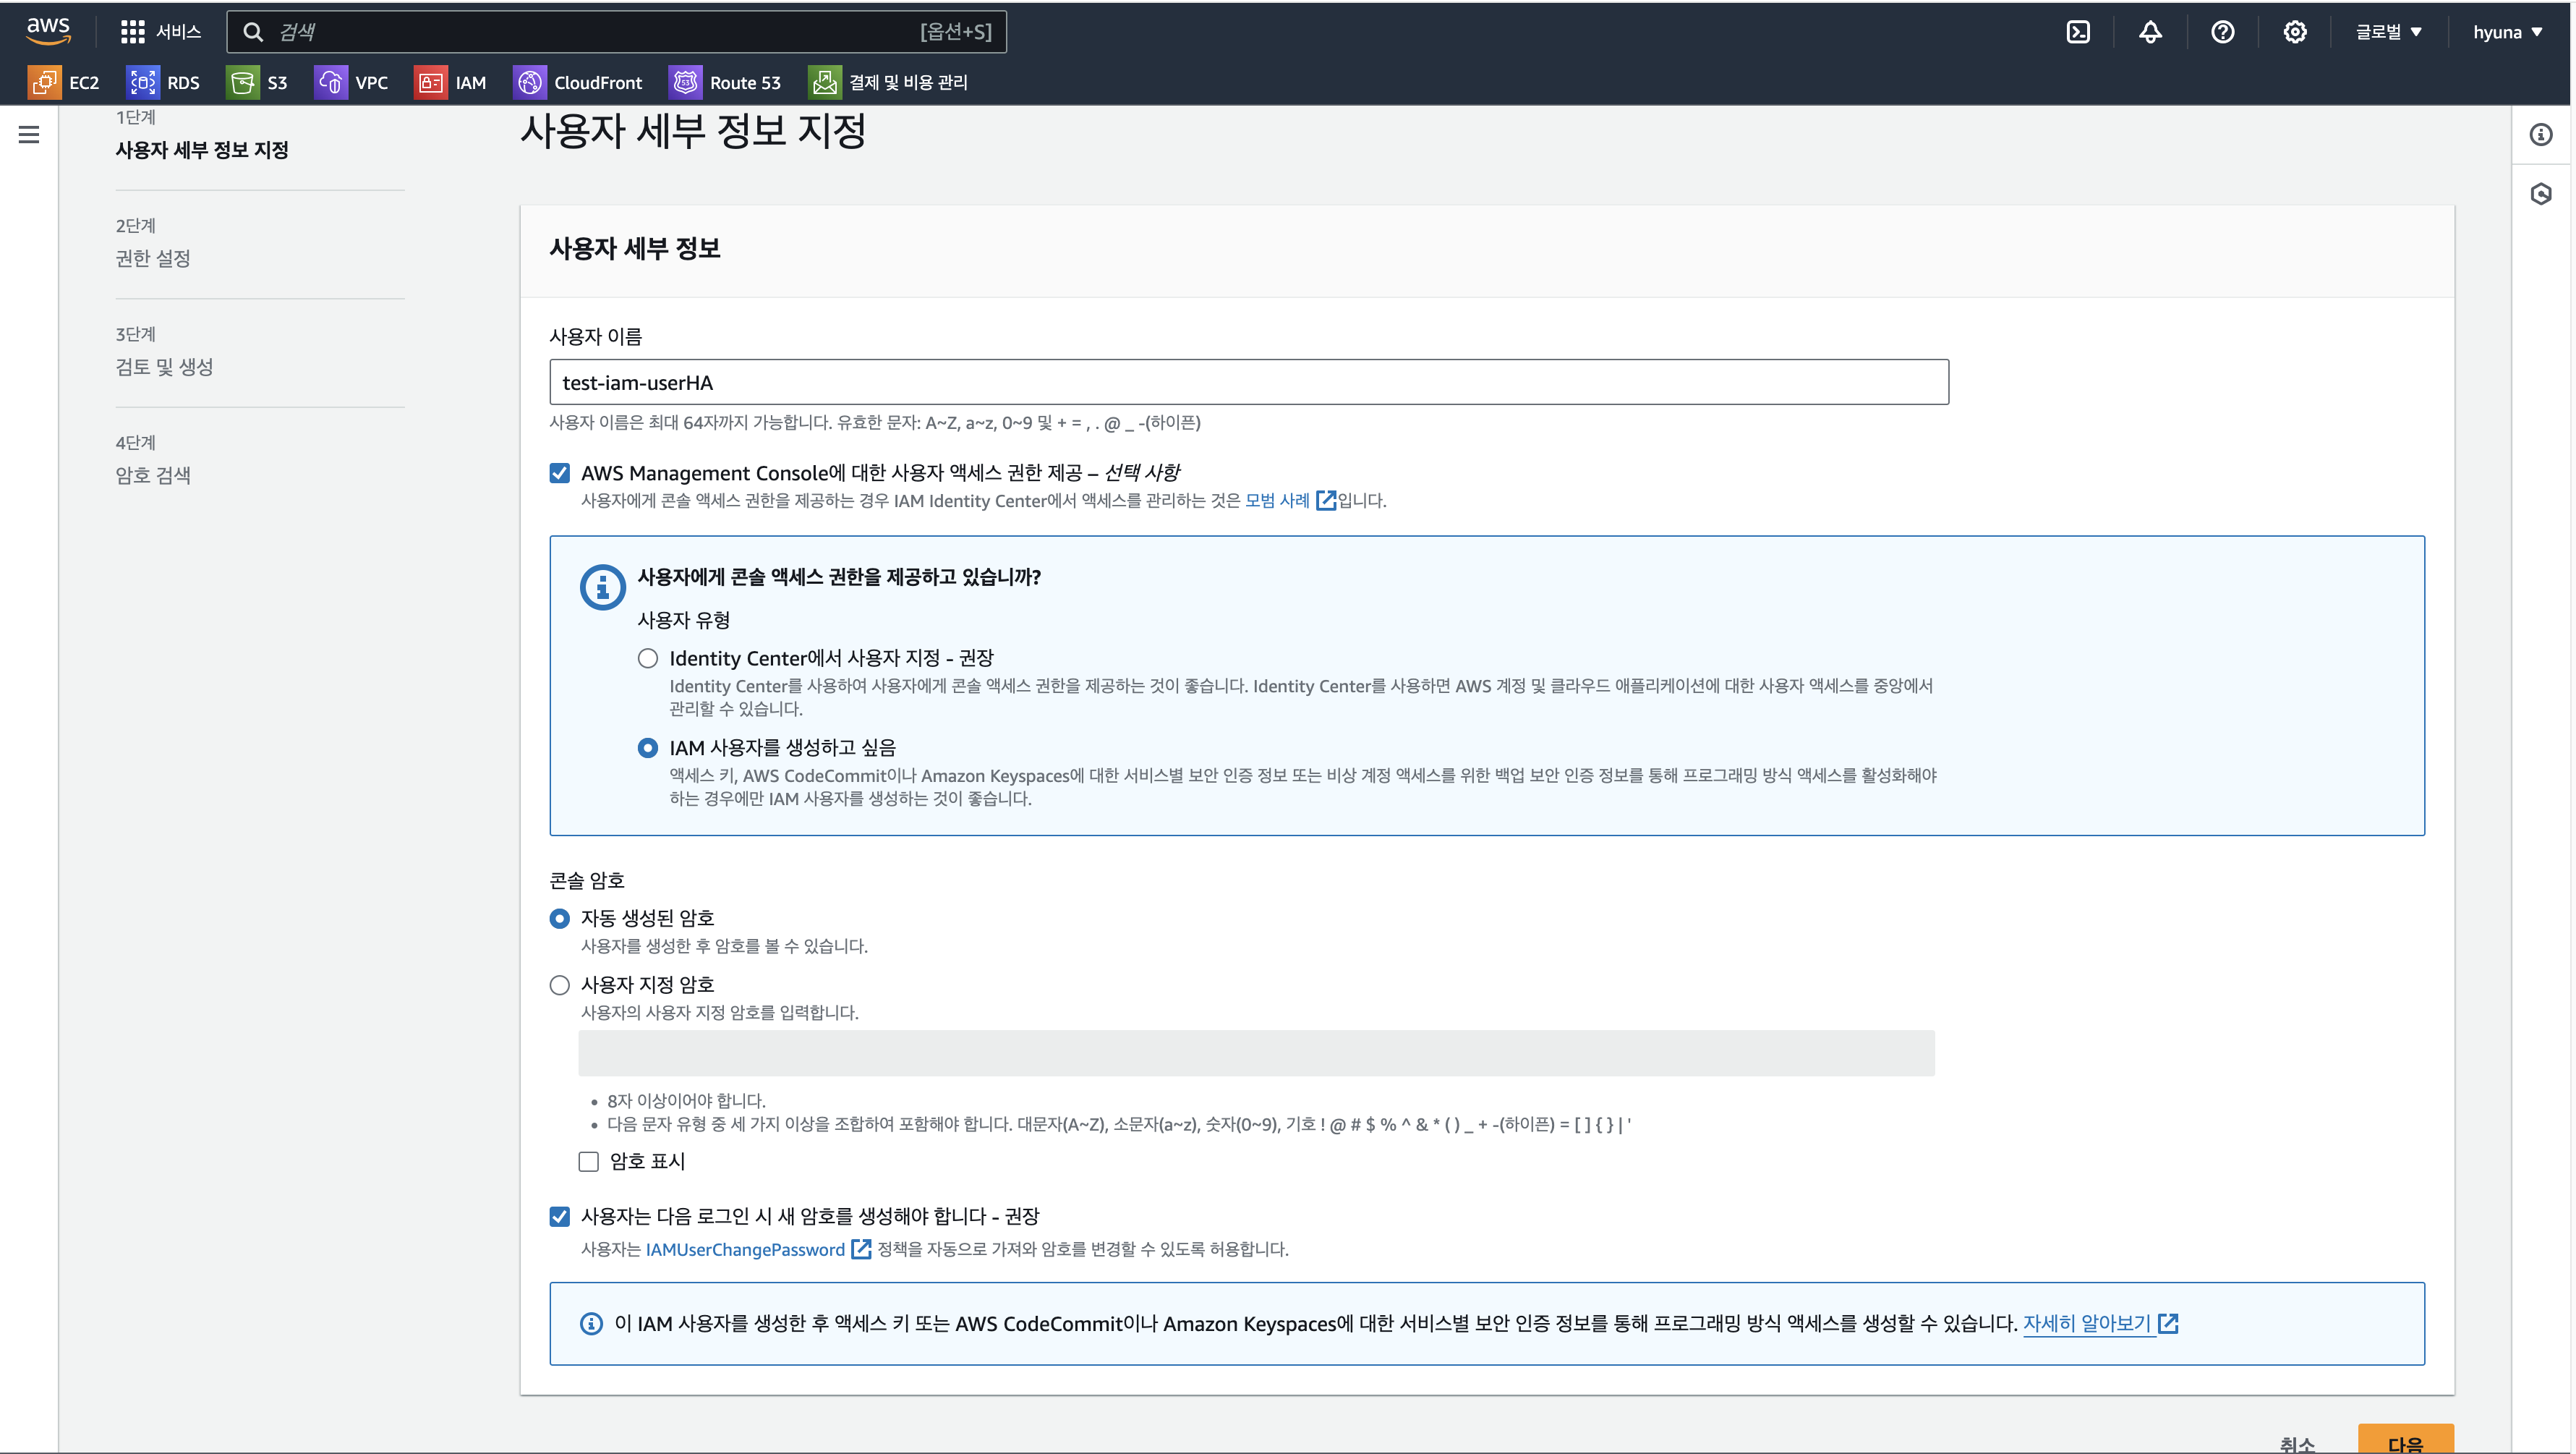 aws
서비스
검색
[옵션+S]
글로벌
hyuna
EC2
RDS
S3
VPC
IAM
CloudFront
Route 53
결제 및 비용 관리
1단계
사용자 세부 정보 지정
2단계
권한 설정
3단계
검토 및 생성
4단계
암호 검색
사용자 세부 정보 지정
사용자 세부 정보
사용자 이름
test-iam-userHA
사용자 이름은 최대 64자까지 가능합니다. 유효한 문자: A~Z, a~z, 0~9 및 + = , . @ _ -(하이픈)
AWS Management Console에 대한 사용자 액세스 권한 제공 – 선택 사항
사용자에게 콘솔 액세스 권한을 제공하는 경우 IAM Identity Center에서 액세스를 관리하는 것은 모범 사례 입니다.
사용자에게 콘솔 액세스 권한을 제공하고 있습니까?
사용자 유형
Identity Center에서 사용자 지정 - 권장
Identity Center를 사용하여 사용자에게 콘솔 액세스 권한을 제공하는 것이 좋습니다. Identity Center를 사용하면 AWS 계정 및 클라우드 애플리케이션에 대한 사용자 액세스를 중앙에서
관리할 수 있습니다.
IAM 사용자를 생성하고 싶음
액세스 키, AWS CodeCommit이나 Amazon Keyspaces에 대한 서비스별 보안 인증 정보 또는 비상 계정 액세스를 위한 백업 보안 인증 정보를 통해 프로그래밍 방식 액세스를 활성화해야
하는 경우에만 IAM 사용자를 생성하는 것이 좋습니다.
콘솔 암호
자동 생성된 암호
사용자를 생성한 후 암호를 볼 수 있습니다.
사용자 지정 암호
사용자의 사용자 지정 암호를 입력합니다.
• 8자 이상이어야 합니다.
• 다음 문자 유형 중 세 가지 이상을 조합하여 포함해야 합니다. 대문자(A~Z), 소문자(a~z), 숫자(0~9), 기호 ! @ # $ % ^ & * ( ) _ + -(하이픈) = [ ] { } | '
암호 표시
사용자는 다음 로그인 시 새 암호를 생성해야 합니다 - 권장
사용자는 IAMUserChangePassword 정책을 자동으로 가져와 암호를 변경할 수 있도록 허용합니다.
이 IAM 사용자를 생성한 후 액세스 키 또는 AWS CodeCommit이나 Amazon Keyspaces에 대한 서비스별 보안 인증 정보를 통해 프로그래밍 방식 액세스를 생성할 수 있습니다. 자세히 알아보기
취소
다음